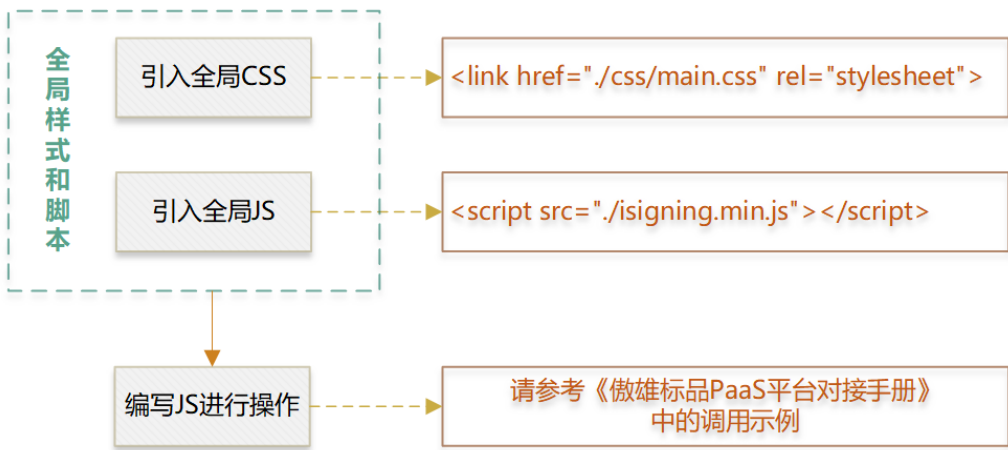 全局样式和脚本
引入全局CSS
<link href="./css/main.css" rel="stylesheet">
引入全局JS
<script src="./isigning.min.js"></script>
编写JS进行操作
请参考《傲雄标品PaaS平台对接手册》
中的调用示例